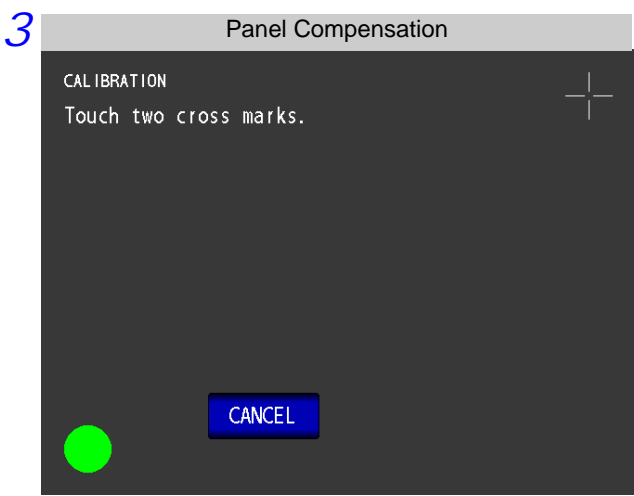 3
Panel Compensation
CALIBRATION
Touch two cross marks.
CANCEL